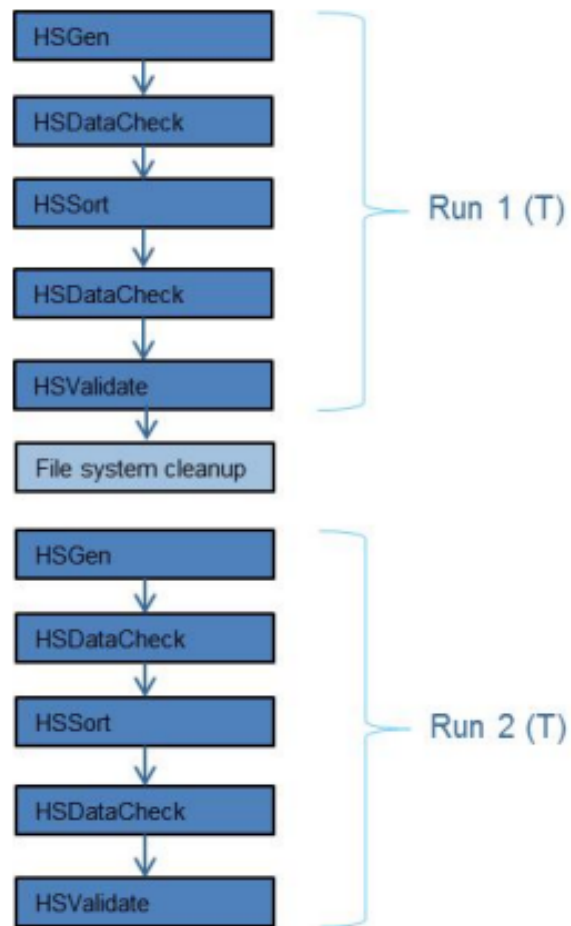 HSGen
HSDataCheck
HSSort
HSDataCheck
HSValidate
Run 1 (T)
File system cleanup
HSGen
HSDataCheck
HSSort
HSDataCheck
HSValidate
Run 2 (T)